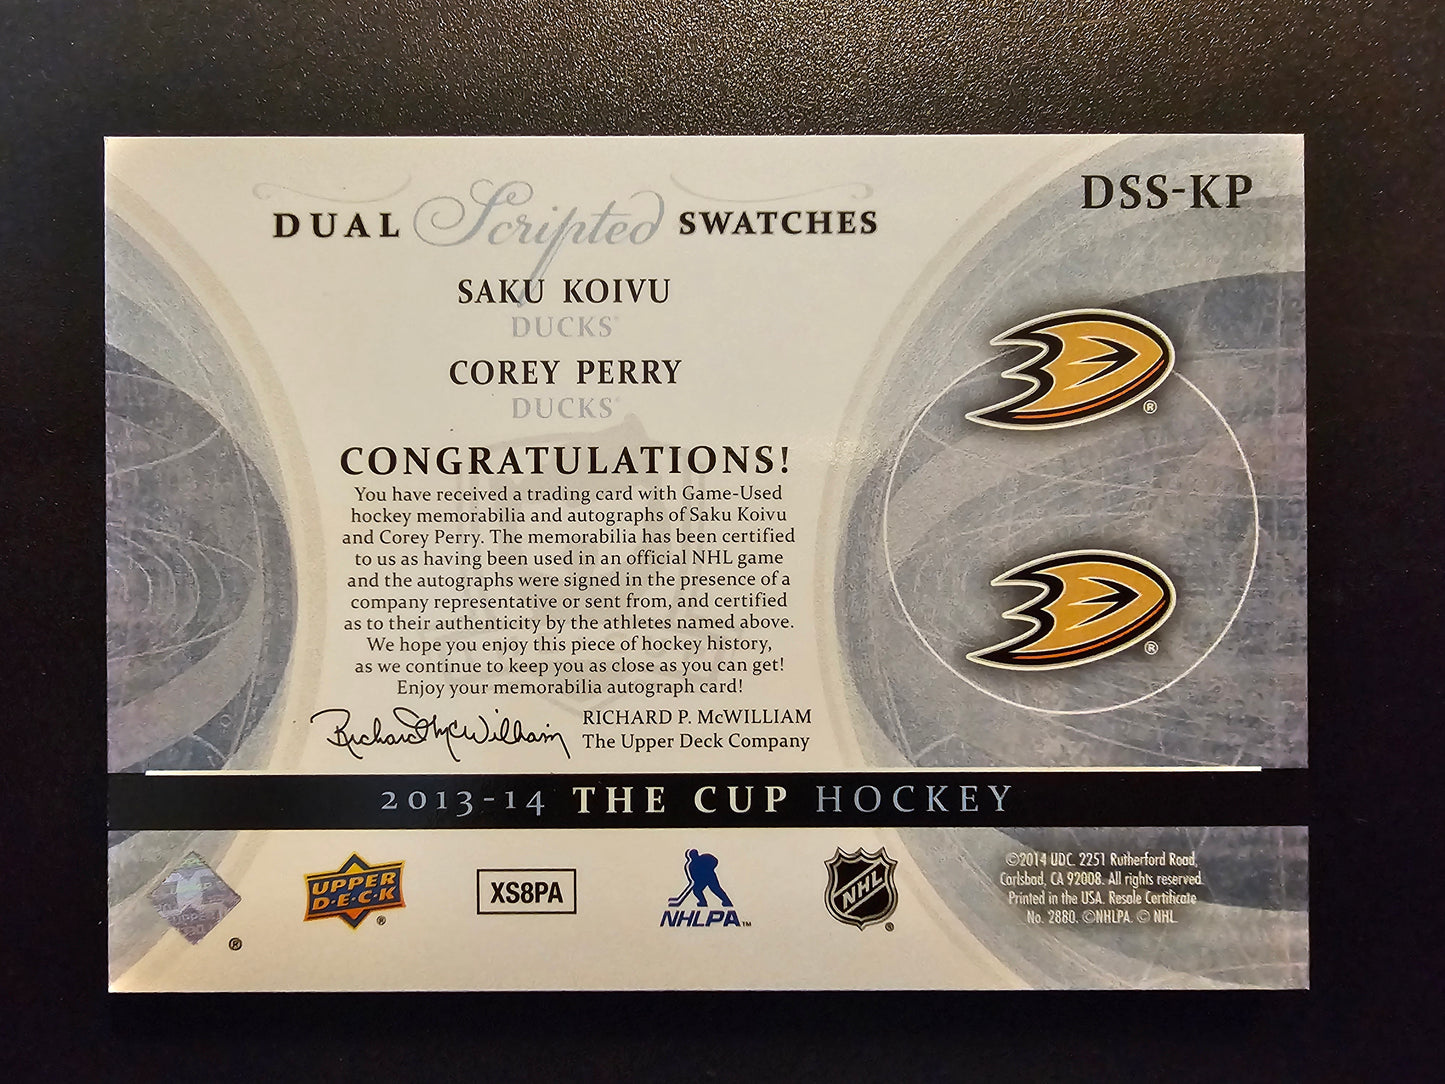 DSS-KP
DUAL Scripted SWATCHES
SAKU KOIVU
DUCKS
COREY PERRY
DUCKS
CONGRATULATIONS!
You have received a trading card with Game-Used
hockey memorabilia and autographs of Saku Koivu
and Corey Perry. The memorabilia has been certified
to us as having been used in an official NHL game
and the autographs were signed in the presence of a
company representative or sent from, and certified
as to their authenticity by the athletes named above.
We hope you enjoy this piece of hockey history,
as we continue to keep you as close as you can get!
Enjoy your memorabilia autograph card!
Richard McWilliam
RICHARD P. McWILLIAM
The Upper Deck Company
®
®
2013-14 THE CUP HOCKEY
®
UPPER
D·E·C·K
®
XS8PA
NHLPA™
NHL
®
©2014 UDC. 2251 Rutherford Road,
Carlsbad, CA 92008. All rights reserved.
Printed in the USA. Resale Certificate
No. 2880. ©NHLPA. © NHL.